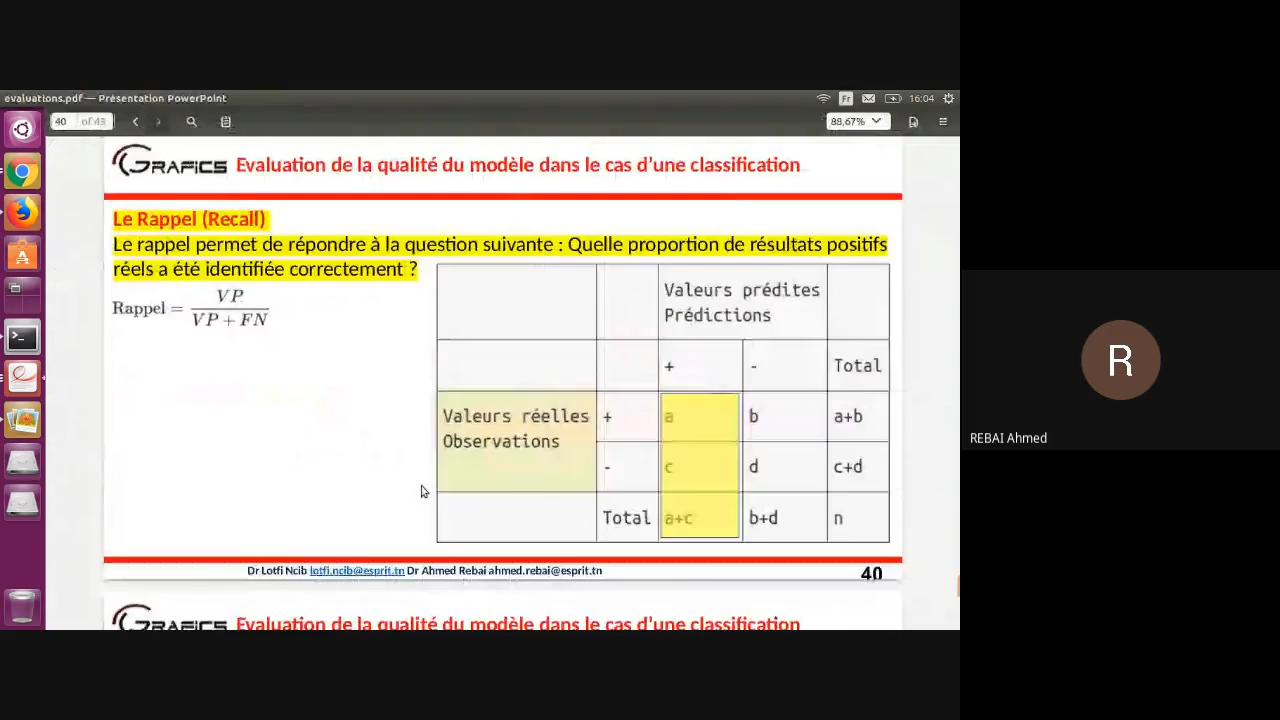 evaluations.pdf — Présentation PowerPoint
Fr
16:04
40 of 43
88,67%
GRAFICS Evaluation de la qualité du modèle dans le cas d’une classification
Le Rappel (Recall)
Le rappel permet de répondre à la question suivante : Quelle proportion de résultats positifs
réels a été identifiée correctement ?
Rappel = VP / VP + FN
Valeurs prédites
Prédictions
+ - Total
Valeurs réelles + a b a+b
Observations
- c d c+d
Total a+c b+d n
Dr Lotfi Ncib lotfi.ncib@esprit.tn Dr Ahmed Rebai ahmed.rebai@esprit.tn
40
GRAFICS Evaluation de la qualité du modèle dans le cas d’une classification
R
REBAI Ahmed